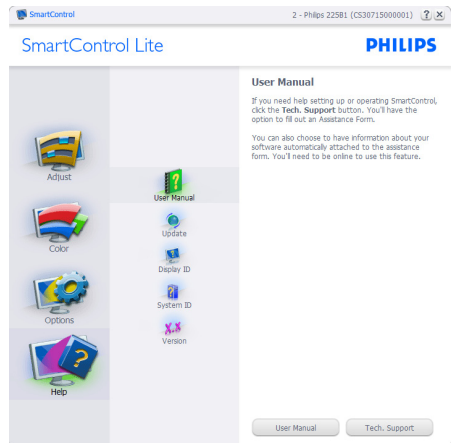 SmartControl
2 - Philips 225B1 (CS30715000001)
? ×
SmartControl Lite
PHILIPS
Adjust
Color
Options
?
Help
?
User Manual
Update
Display ID
?
System ID
X.X
Version
User Manual
If you need help setting up or operating SmartControl,
click the Tech. Support button. You'll have the
option to fill out an Assistance Form.
You can also choose to have information about your
software automatically attached to the assistance
form. You'll need to be online to use this feature.
User Manual
Tech. Support